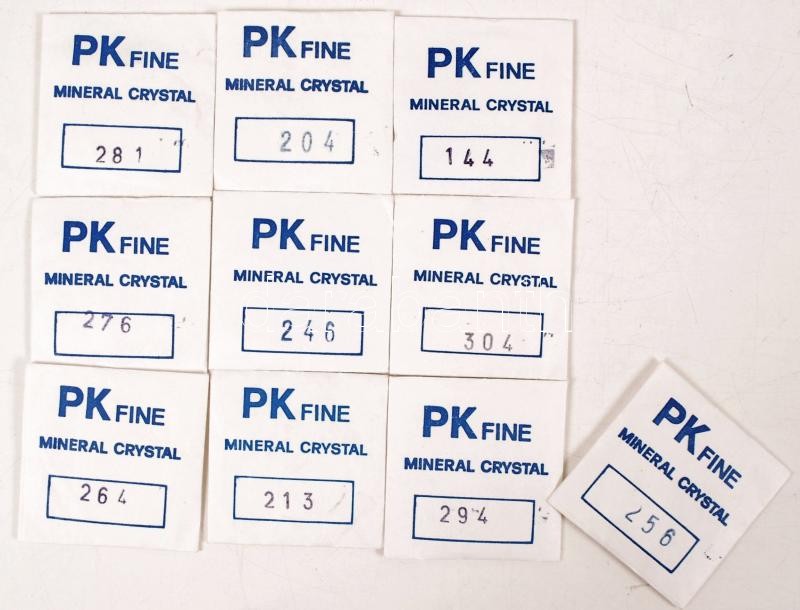 PK FINE
MINERAL CRYSTAL
281
PK FINE
MINERAL CRYSTAL
204
PK FINE
MINERAL CRYSTAL
144
PK FINE
MINERAL CRYSTAL
276
PK FINE
MINERAL CRYSTAL
246
PK FINE
MINERAL CRYSTAL
304
PK FINE
MINERAL CRYSTAL
264
PK FINE
MINERAL CRYSTAL
213
PK FINE
MINERAL CRYSTAL
294
PK FINE
MINERAL CRYSTAL
256